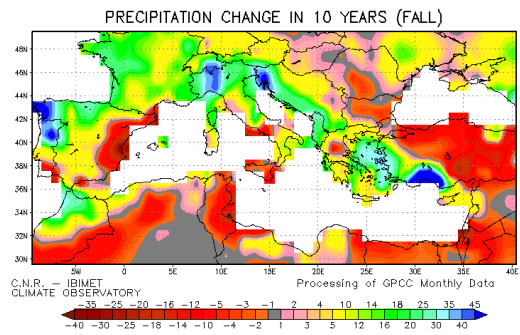 PRECIPITATION CHANGE IN 10 YEARS (FALL)
48N
46N
44N
42N
40N
38N
36N
34N
32N
30N
5W 0 5E 10E 15E 20E 25E 30E 35E 40E
C.N.R. — IBIMET Processing of GPCC Monthly Data
CLIMATE OBSERVATORY
-35 -25 -18 -14 -10 -5 -3 -1 2 4 10 14 18 25 35 45
-40 -30 -20 -16 -12 -8 -4 -2 1 3 5 12 16 20 30 40